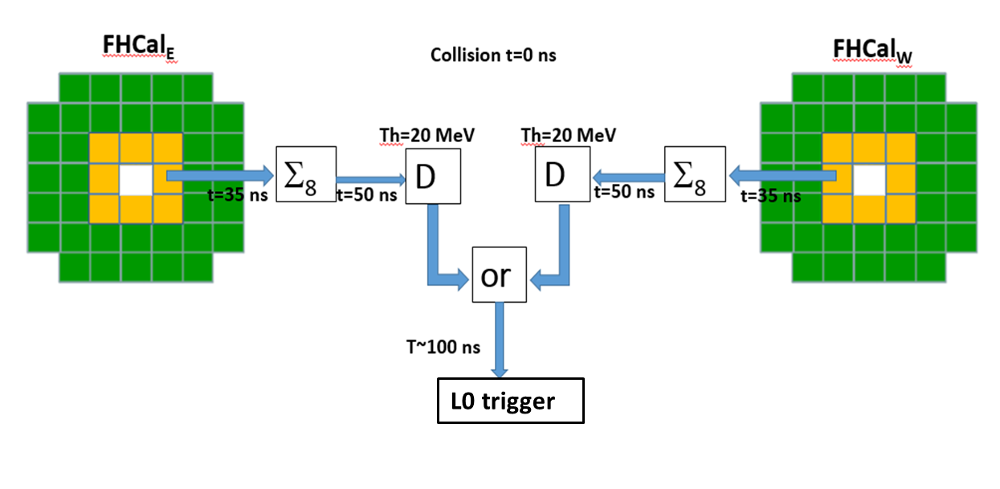 FHCalE
Collision t=0 ns
FHCalW
Th=20 MeV
Th=20 MeV
Σ8
D
D
Σ8
t=35 ns
t=50 ns
t=50 ns
t=35 ns
or
T~100 ns
L0 trigger